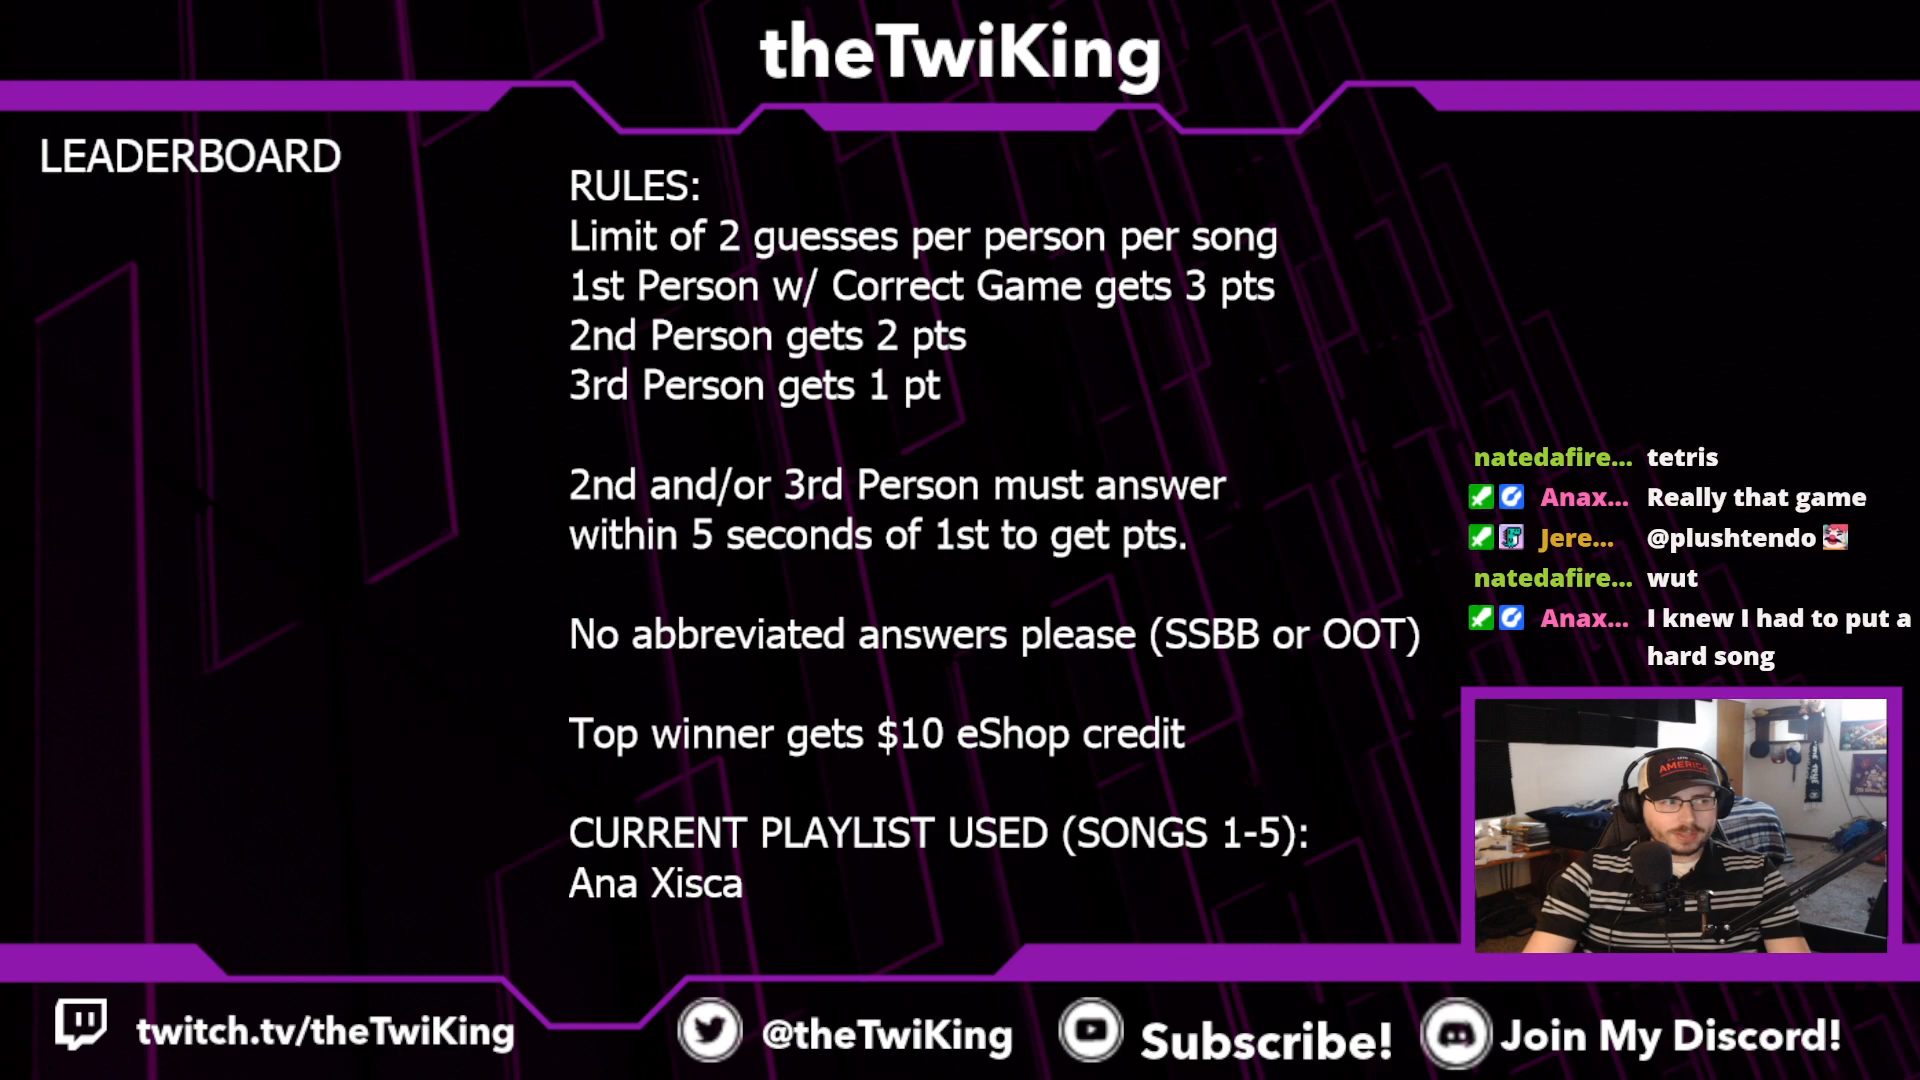 theTwiKing
LEADERBOARD
RULES:
Limit of 2 guesses per person per song
1st Person w/ Correct Game gets 3 pts
2nd Person gets 2 pts
3rd Person gets 1 pt
2nd and/or 3rd Person must answer
within 5 seconds of 1st to get pts.
No abbreviated answers please (SSBB or OOT)
Top winner gets $10 eShop credit
CURRENT PLAYLIST USED (SONGS 1-5):
Ana Xisca
natedafire... tetris
Anax... Really that game
Jere... @plushtendo
natedafire... wut
Anax... I knew I had to put a
hard song
AMERICA
twitch.tv/theTwiKing
@theTwiKing
Subscribe!
Join My Discord!